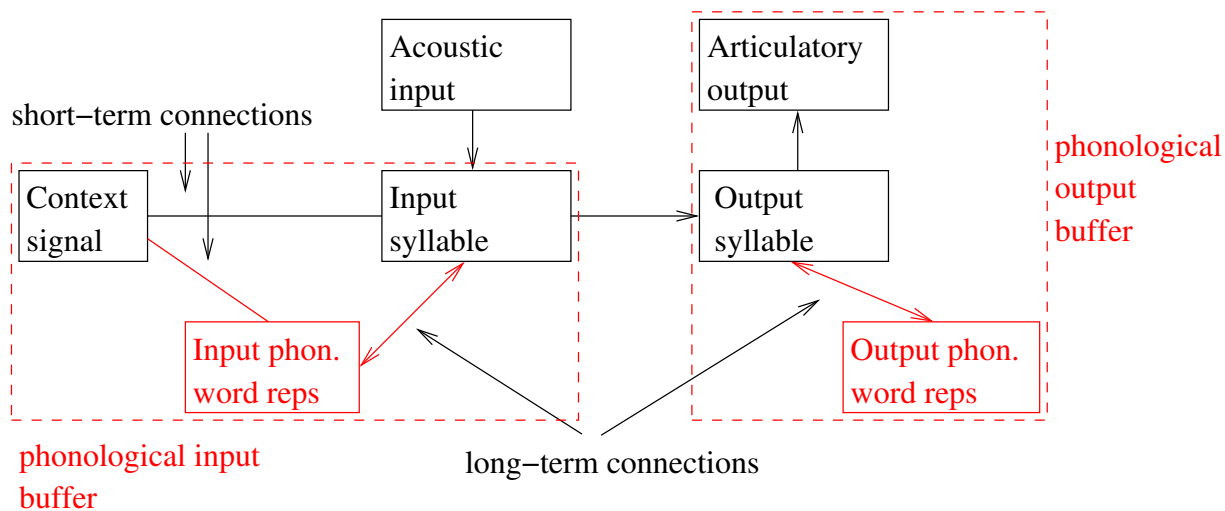 Acoustic
input
Articulatory
output
short−term connections
phonological
output
buffer
Context
signal
Input
syllable
Output
syllable
Input phon.
word reps
Output phon.
word reps
phonological input
buffer
long−term connections